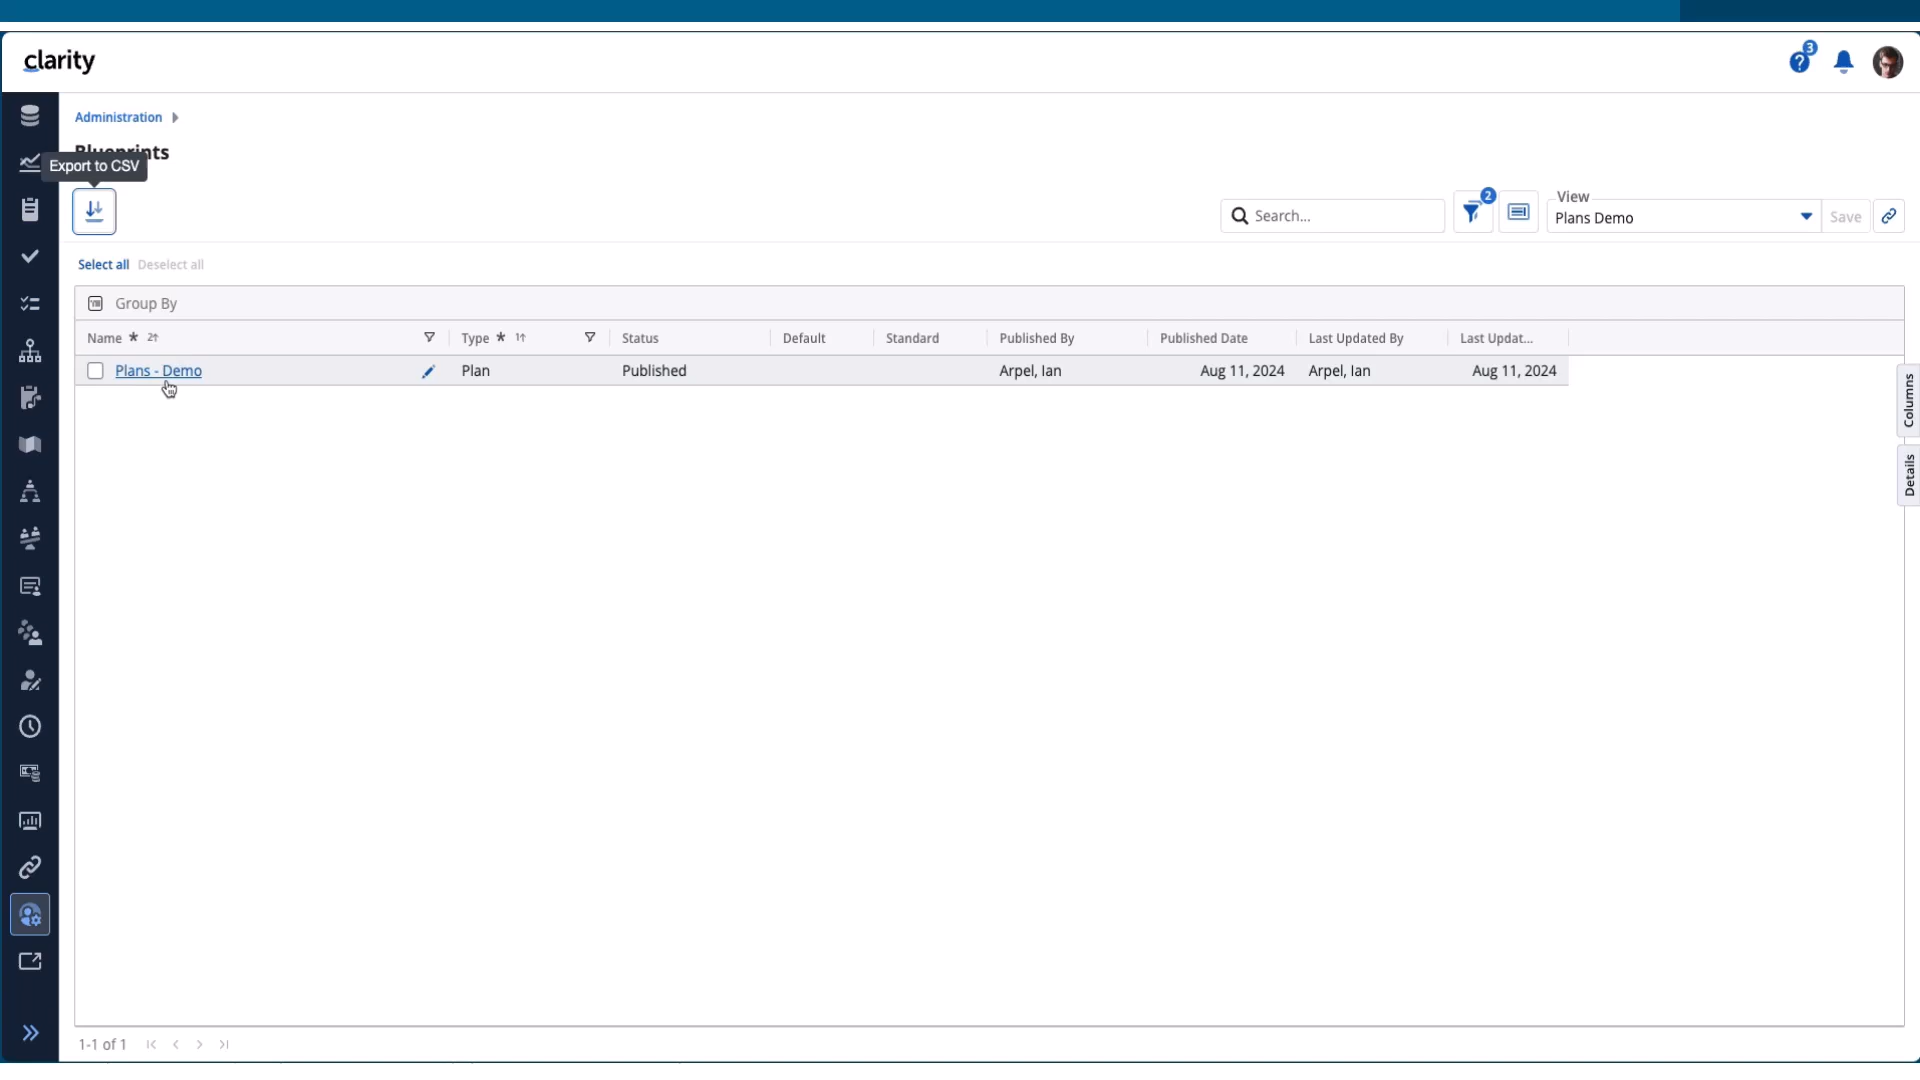 clarity
3
Administration
Blueprints
Export to CSV
Search...
2
View
Plans Demo
Save
Select all Deselect all
Group By
Name * 2 Type * 1 Status Default Standard Published By Published Date Last Updated By Last Updat...
Plans - Demo Plan Published Arpel, Ian Aug 11, 2024 Arpel, Ian Aug 11, 2024
Columns
Details
1-1 of 1